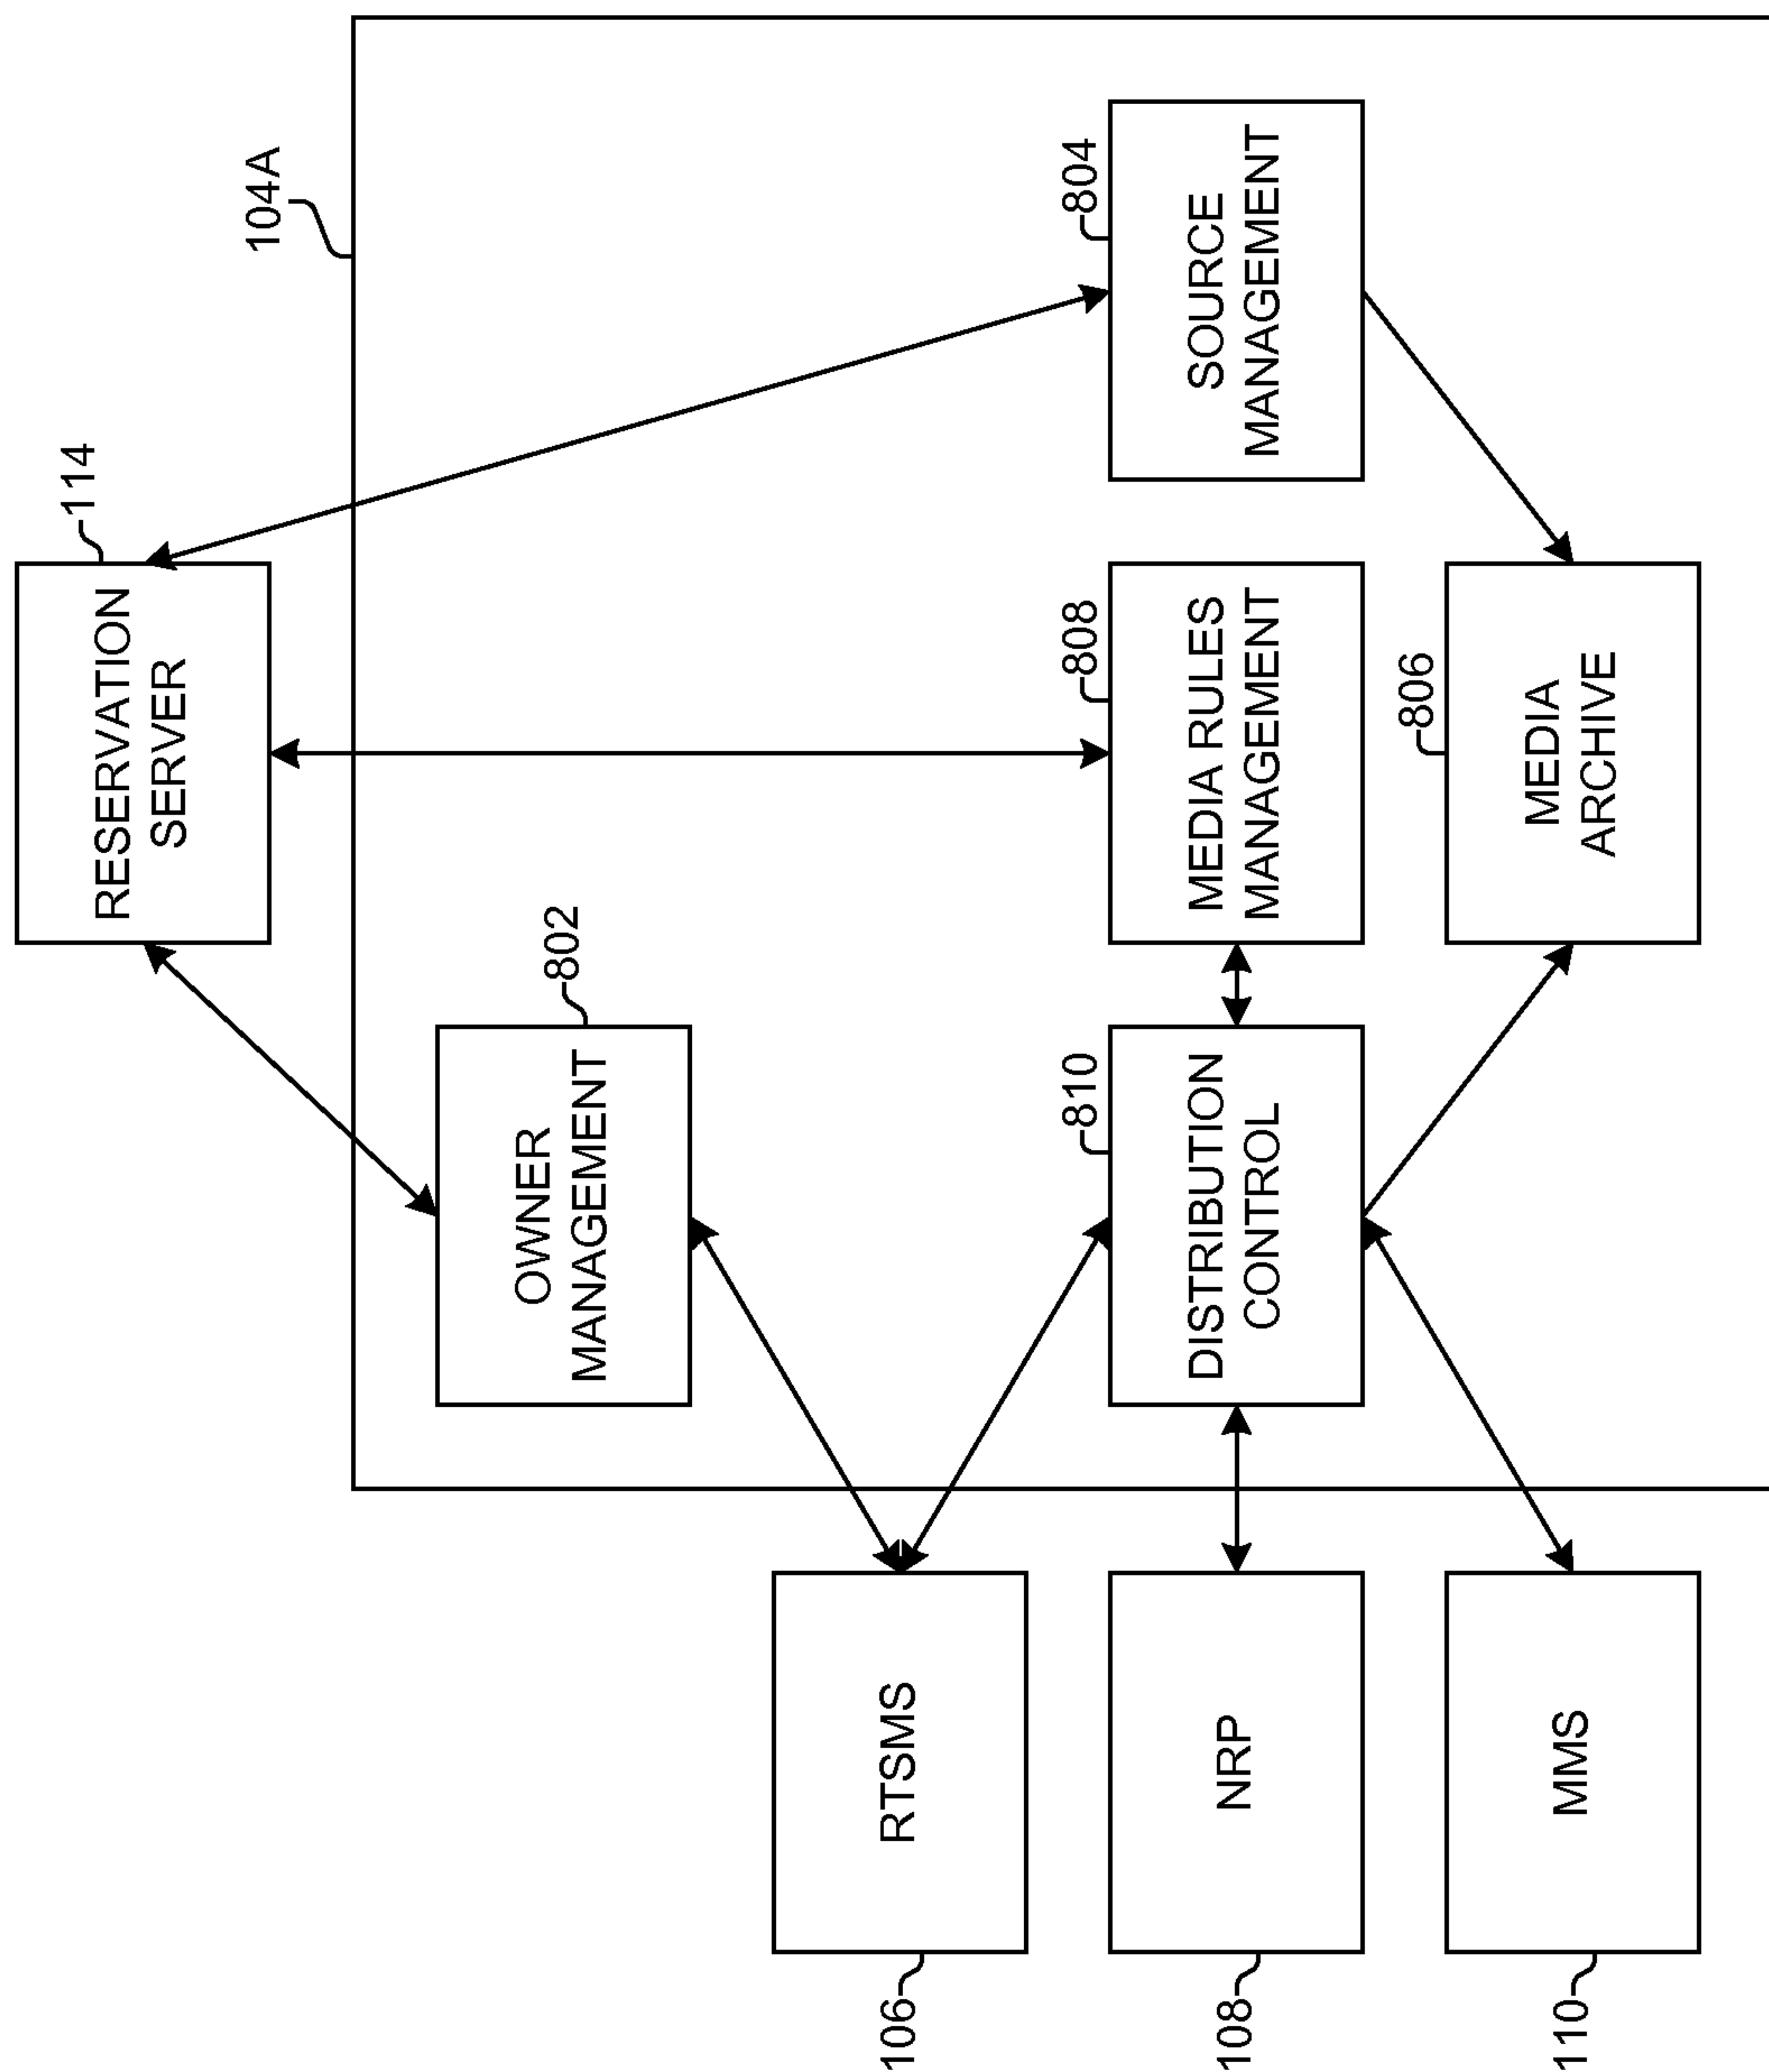 104A
114
RESERVATION
SERVER
802
OWNER
MANAGEMENT
804
SOURCE
MANAGEMENT
808
MEDIA RULES
MANAGEMENT
810
DISTRIBUTION
CONTROL
806
MEDIA
ARCHIVE
106
RTSMS
108
NRP
110
MMS